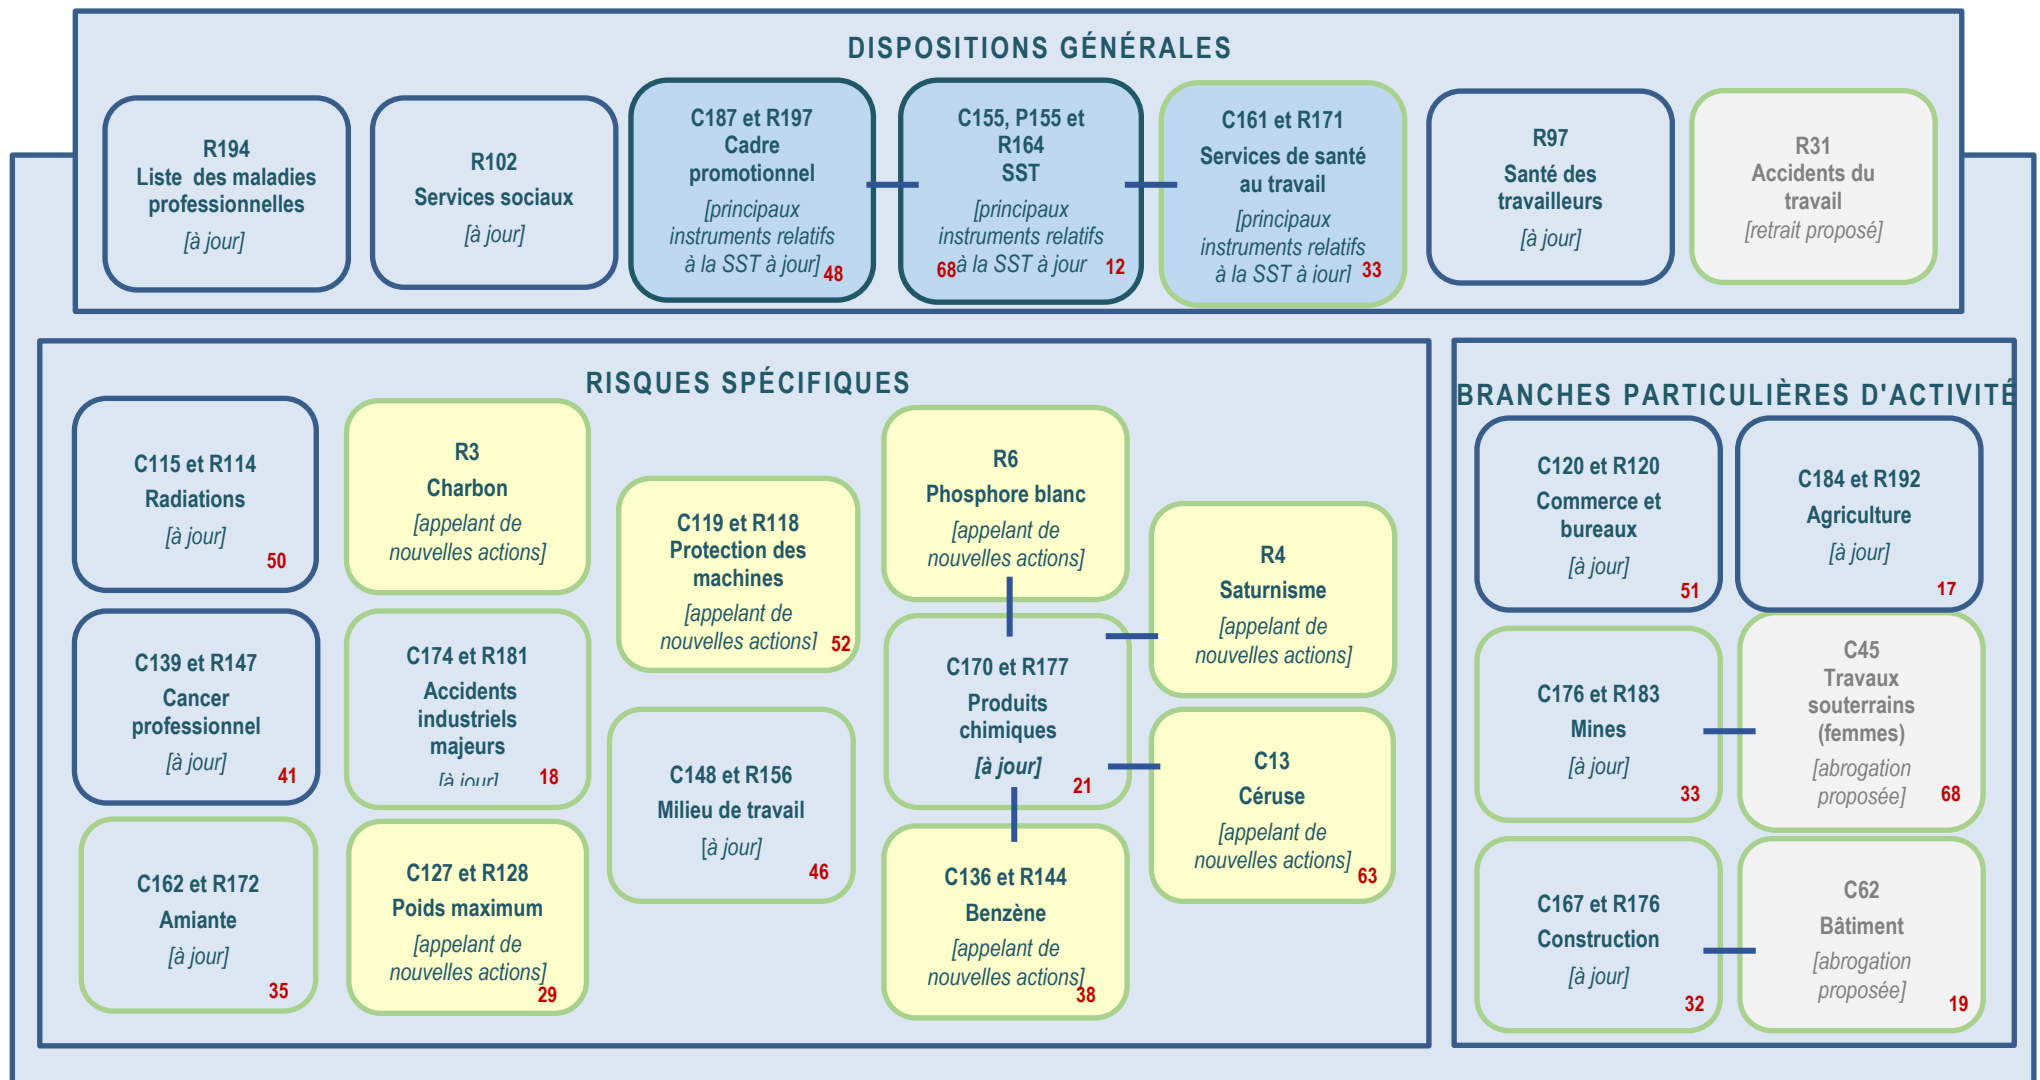 DISPOSITIONS GÉNÉRALES
R194
Liste des maladies
professionnelles
[à jour]
R102
Services sociaux
[à jour]
C187 et R197
Cadre
promotionnel
[principaux
instruments relatifs
à la SST à jour]
48
C155, P155 et
R164
SST
[principaux
instruments relatifs
68 à la SST à jour 12
C161 et R171
Services de santé
au travail
[principaux
instruments relatifs
à la SST à jour]
33
R97
Santé des
travailleurs
[à jour]
R31
Accidents du
travail
[retrait proposé]
RISQUES SPÉCIFIQUES
C115 et R114
Radiations
[à jour]
50
R3
Charbon
[appelant de
nouvelles actions]
C119 et R118
Protection des
machines
[appelant de
nouvelles actions]
52
R6
Phosphore blanc
[appelant de
nouvelles actions]
R4
Saturnisme
[appelant de
nouvelles actions]
C139 et R147
Cancer
professionnel
[à jour]
41
C174 et R181
Accidents
industriels
majeurs
[à jour]
18
C148 et R156
Milieu de travail
[à jour]
46
C170 et R177
Produits
chimiques
[à jour]
21
C13
Céruse
[appelant de
nouvelles actions]
63
C162 et R172
Amiante
[à jour]
35
C127 et R128
Poids maximum
[appelant de
nouvelles actions]
29
C136 et R144
Benzène
[appelant de
nouvelles actions]
38
BRANCHES PARTICULIÈRES D'ACTIVITÉ
C120 et R120
Commerce et
bureaux
[à jour]
51
C184 et R192
Agriculture
[à jour]
17
C176 et R183
Mines
[à jour]
33
C45
Travaux
souterrains
(femmes)
[abrogation
proposée]
68
C167 et R176
Construction
[à jour]
32
C62
Bâtiment
[abrogation
proposée]
19